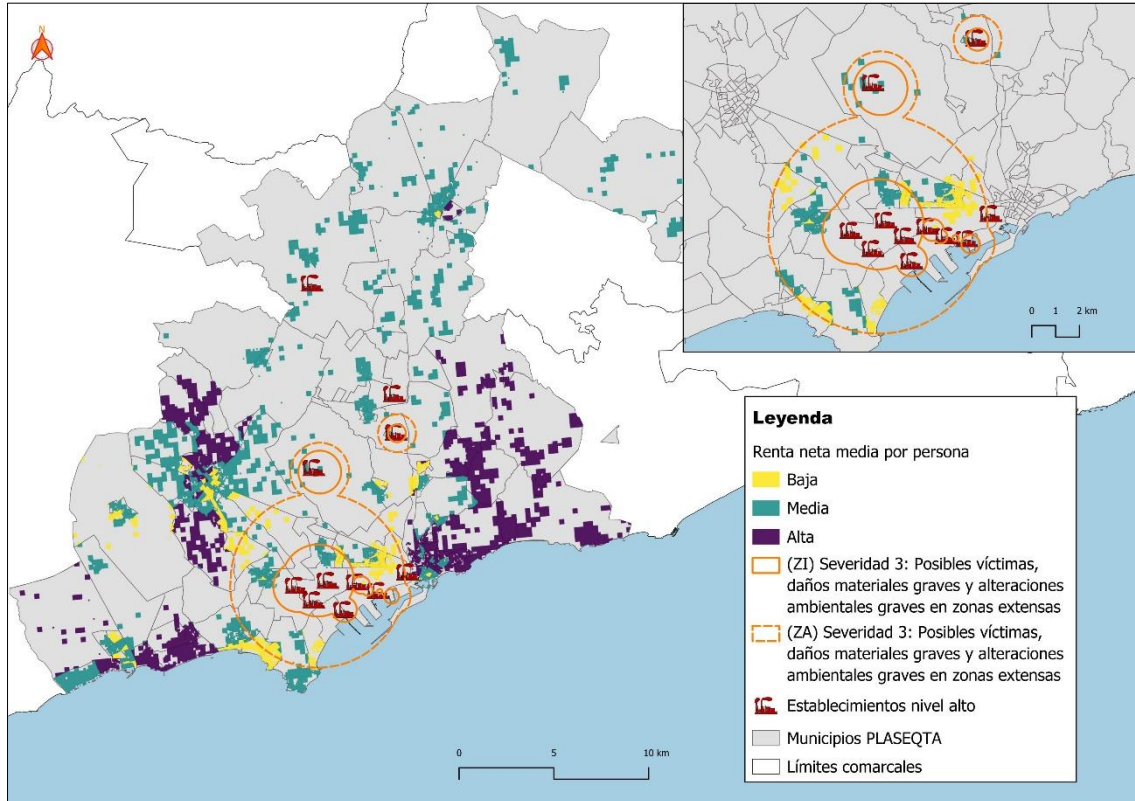 N
0 1 2 km
Leyenda
Renta neta media por persona
Baja
Media
Alta
(ZI) Severidad 3: Posibles víctimas,
daños materiales graves y alteraciones
ambientales graves en zonas extensas
(ZA) Severidad 3: Posibles víctimas,
daños materiales graves y alteraciones
ambientales graves en zonas extensas
Establecimientos nivel alto
Municipios PLASEQTA
Límites comarcales
0 5 10 km